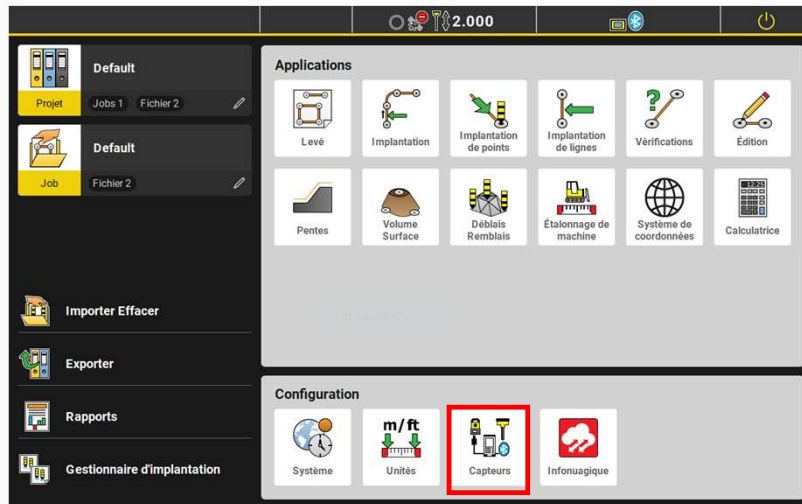 2.000
Default
Projet
Jobs 1
Fichier 2
Default
Job
Fichier 2
Importer Effacer
Exporter
Rapports
Gestionnaire d'implantation
Applications
Levé
Implantation
Implantation
de points
Implantation
de lignes
Vérifications
Édition
Pentes
Volume
Surface
Déblais
Remblais
Étalonnage de
machine
Système de
coordonnées
Calculatrice
Configuration
Système
m/ft
Unités
Capteurs
Infonuagique